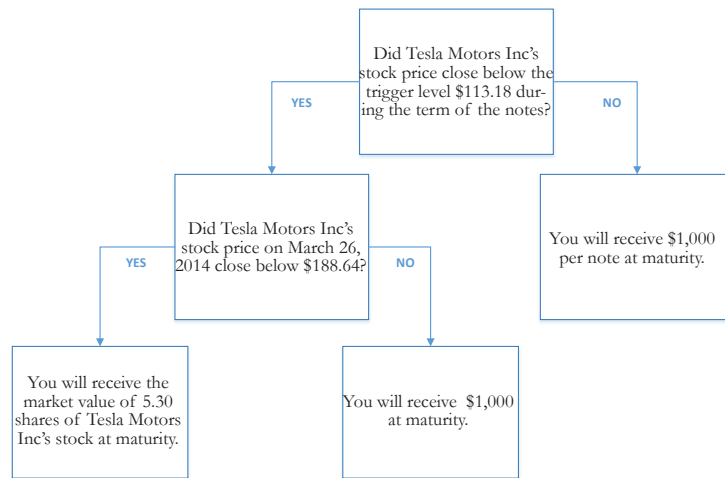 Did Tesla Motors Inc's
stock price close below the
trigger level $113.18 dur-
ing the term of the notes?
YES
NO
Did Tesla Motors Inc's
stock price on March 26,
2014 close below $188.64?
You will receive $1,000
per note at maturity.
YES
NO
You will receive the
market value of 5.30
shares of Tesla Motors
Inc's stock at maturity.
You will receive $1,000
at maturity.